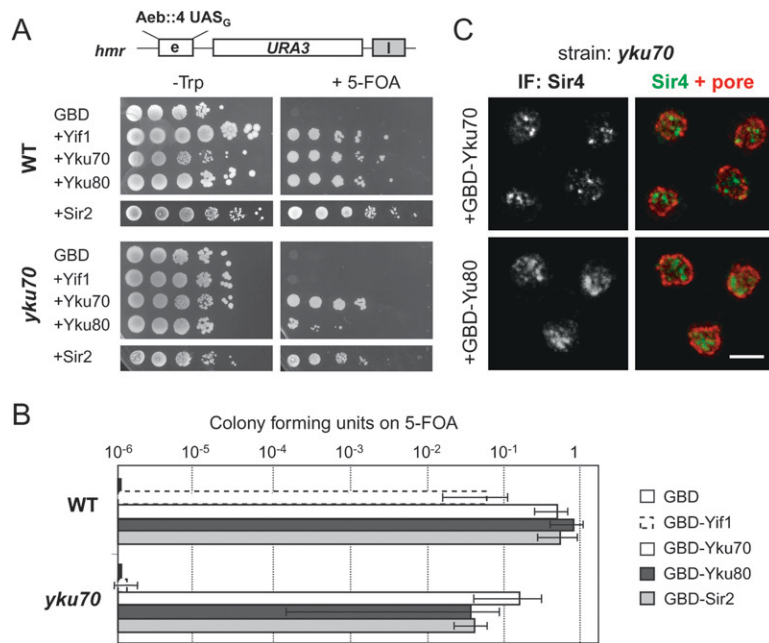 A
Aeb::4 UASG
hmr e URA3 I
-Trp + 5-FOA
WT
GBD
+Yif1
+Yku70
+Yku80
+Sir2
yku70
GBD
+Yif1
+Yku70
+Yku80
+Sir2
C
strain: yku70
IF: Sir4 Sir4 + pore
+GBD-Yku70
+GBD-Yu80
B
Colony forming units on 5-FOA
10-6 10-5 10-4 10-3 10-2 10-1 1
WT
yku70
GBD
GBD-Yif1
GBD-Yku70
GBD-Yku80
GBD-Sir2